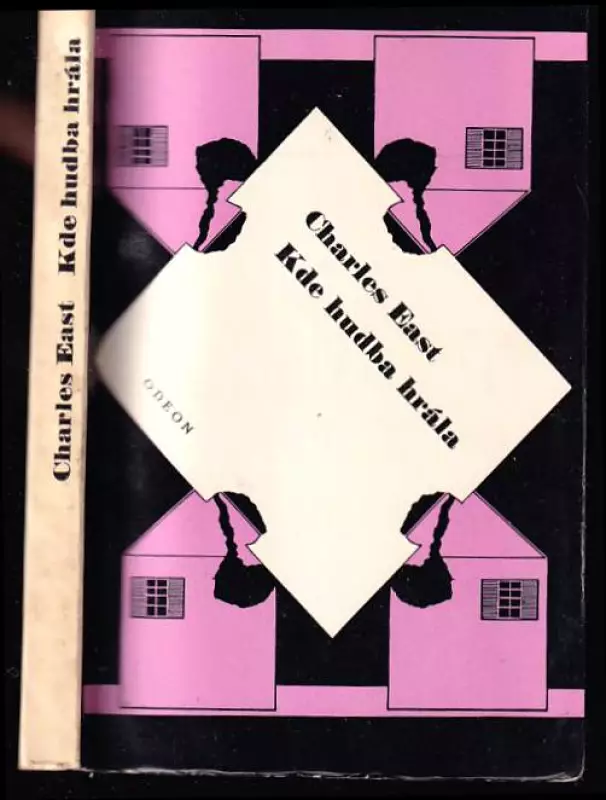 Charles East Kde hudba hrála
Charles East
Kde hudba hrála
ODEON